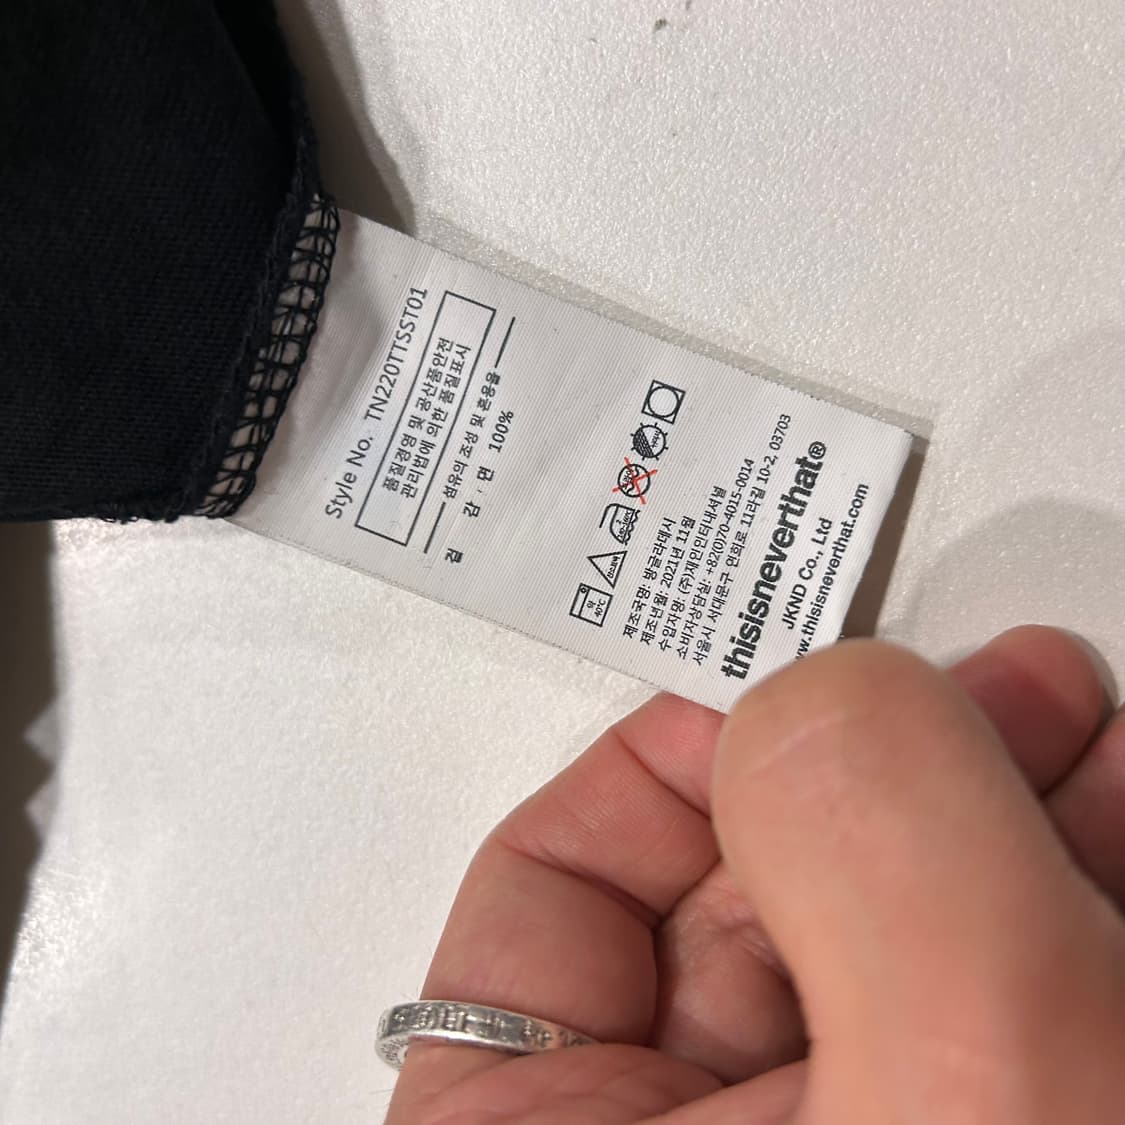 Style No. TN220TTSST01
품질경영 및 공산품안전
관리법에 의한 품질표시
섬유의 조성 및 혼용율
겉 감 : 면 100%
약
40℃
제조국명: 방글라데시
제조년월: 2021년 11월
수입자명: (주)재인인터내셔널
소비자상담실: +82(0)70-4015-0014
서울시 서대문구 연희로 11라길 10-2, 03703
thisisneverthat®
JKND Co., Ltd
w.thisisneverthat.com